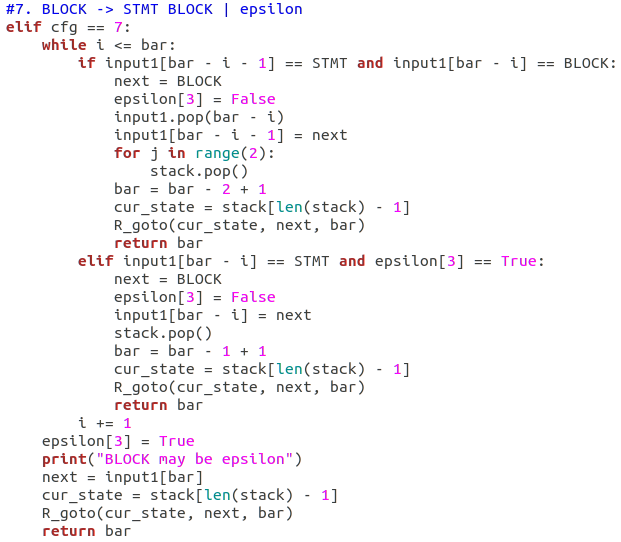 #7. BLOCK -> STMT BLOCK | epsilon
elif cfg == 7:
    while i <= bar:
        if input1[bar - i - 1] == STMT and input1[bar - i] == BLOCK:
            next = BLOCK
            epsilon[3] = False
            input1.pop(bar - i)
            input1[bar - i - 1] = next
            for j in range(2):
                stack.pop()
            bar = bar - 2 + 1
            cur_state = stack[len(stack) - 1]
            R_goto(cur_state, next, bar)
            return bar
        elif input1[bar - i] == STMT and epsilon[3] == True:
            next = BLOCK
            epsilon[3] = False
            input1[bar - i] = next
            stack.pop()
            bar = bar - 1 + 1
            cur_state = stack[len(stack) - 1]
            R_goto(cur_state, next, bar)
            return bar
        i += 1
    epsilon[3] = True
    print("BLOCK may be epsilon")
    next = input1[bar]
    cur_state = stack[len(stack) - 1]
    R_goto(cur_state, next, bar)
    return bar